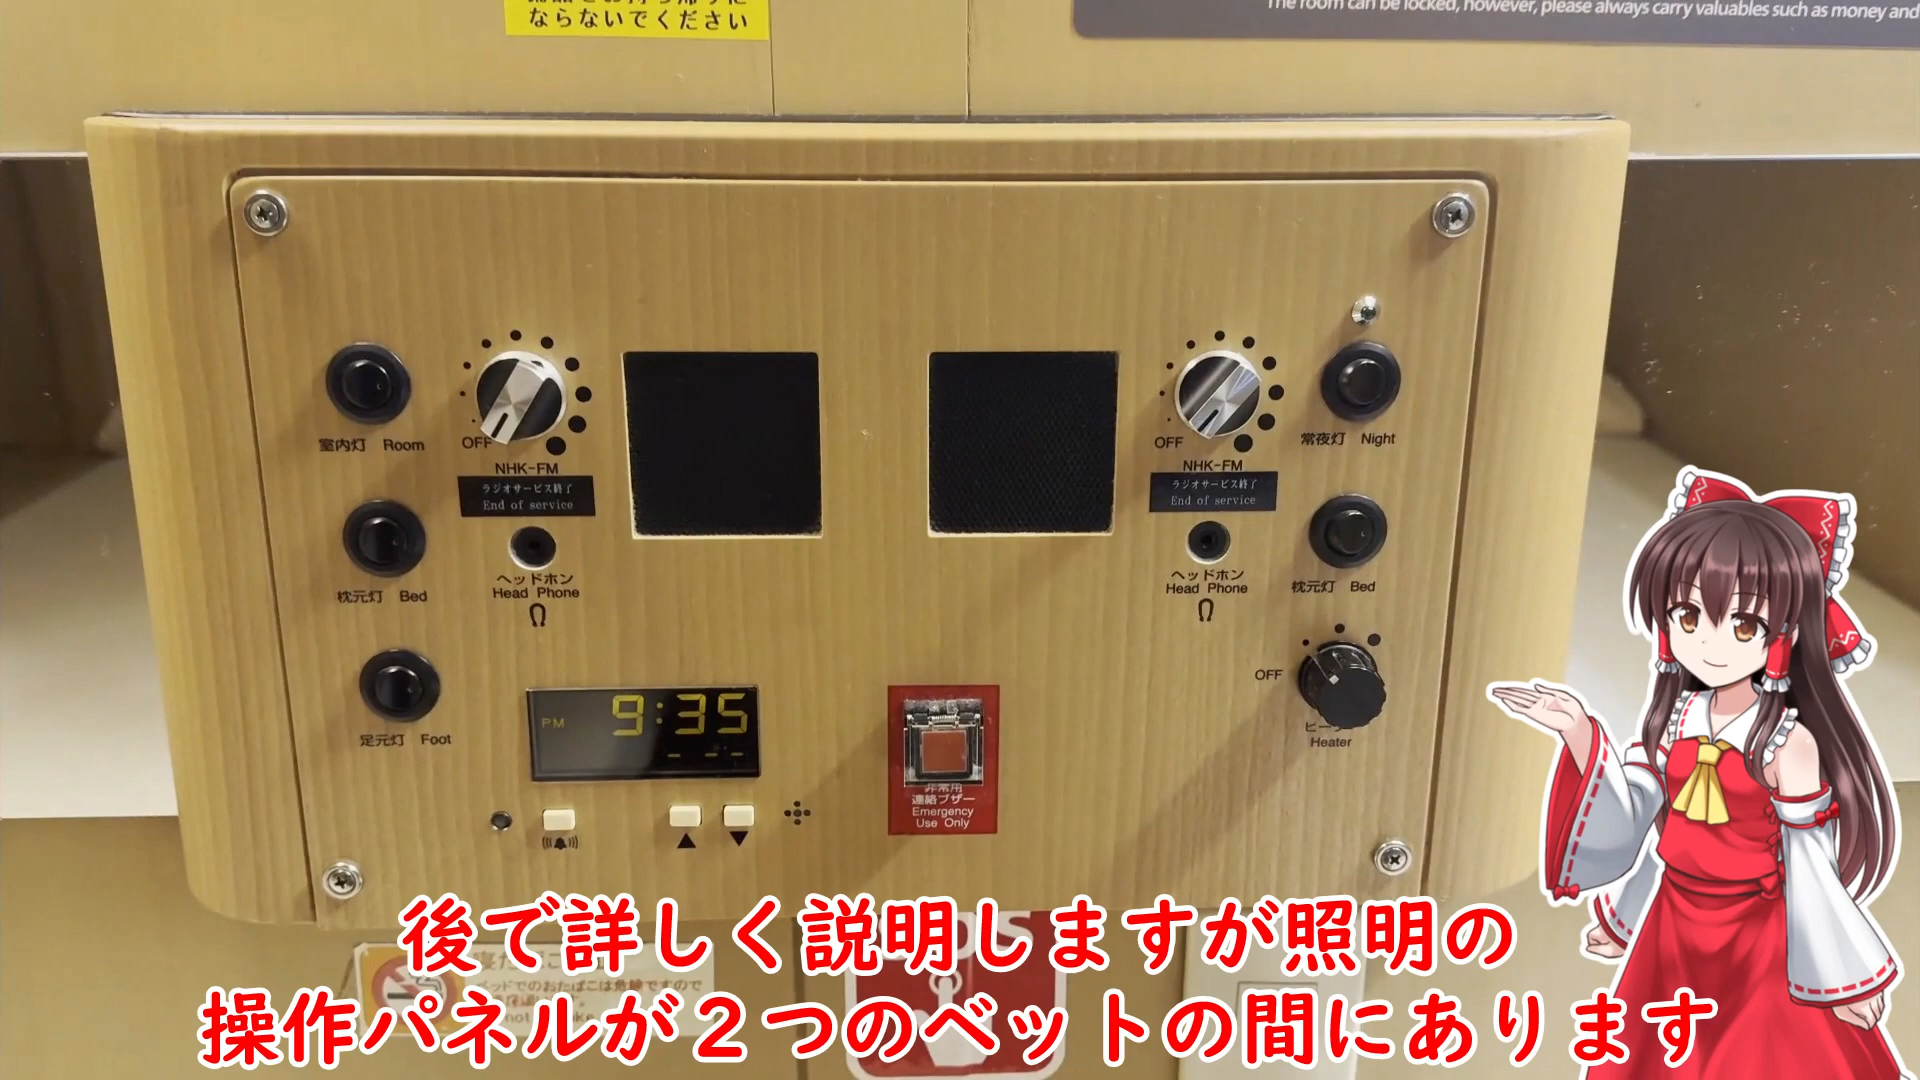 ならないでください
The room can be locked, however, please always carry valuables such as money and
室内灯 Room
OFF
NHK-FM
ラジオサービス終了
End of service
OFF
NHK-FM
ラジオサービス終了
End of service
常夜灯 Night
枕元灯 Bed
ヘッドホン
Head Phone
ヘッドホン
Head Phone
枕元灯 Bed
足元灯 Foot
PM 9:35
OFF
ヒーター
Heater
非常用
連絡ブザー
Emergency
Use Only
後で詳しく説明しますが照明の
操作パネルが2つのベットの間にあります